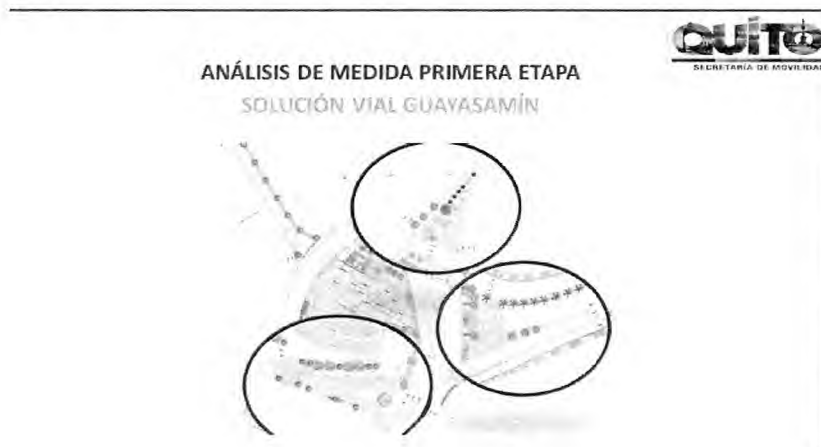 QUITO
SECRETARÍA DE MOVILIDAD
ANÁLISIS DE MEDIDA PRIMERA ETAPA
SOLUCIÓN VIAL GUAYASAMÍN